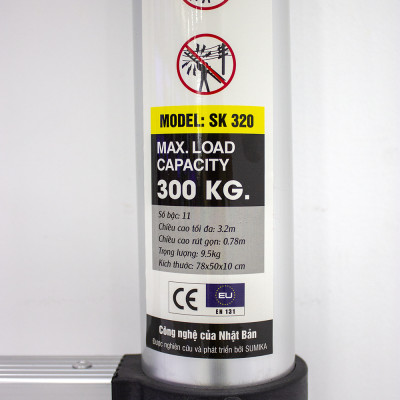 MODEL: SK 320
MAX. LOAD
CAPACITY
300 KG.
Số bậc: 11
Chiều cao tối đa: 3.2m
Chiều cao rút gọn: 0.78m
Trọng lượng: 9.5kg
Kích thước: 78x50x10 cm
CE EU
EN 131
Công nghệ của Nhật Bản
Được nghiên cứu và phát triển bởi SUMIKA